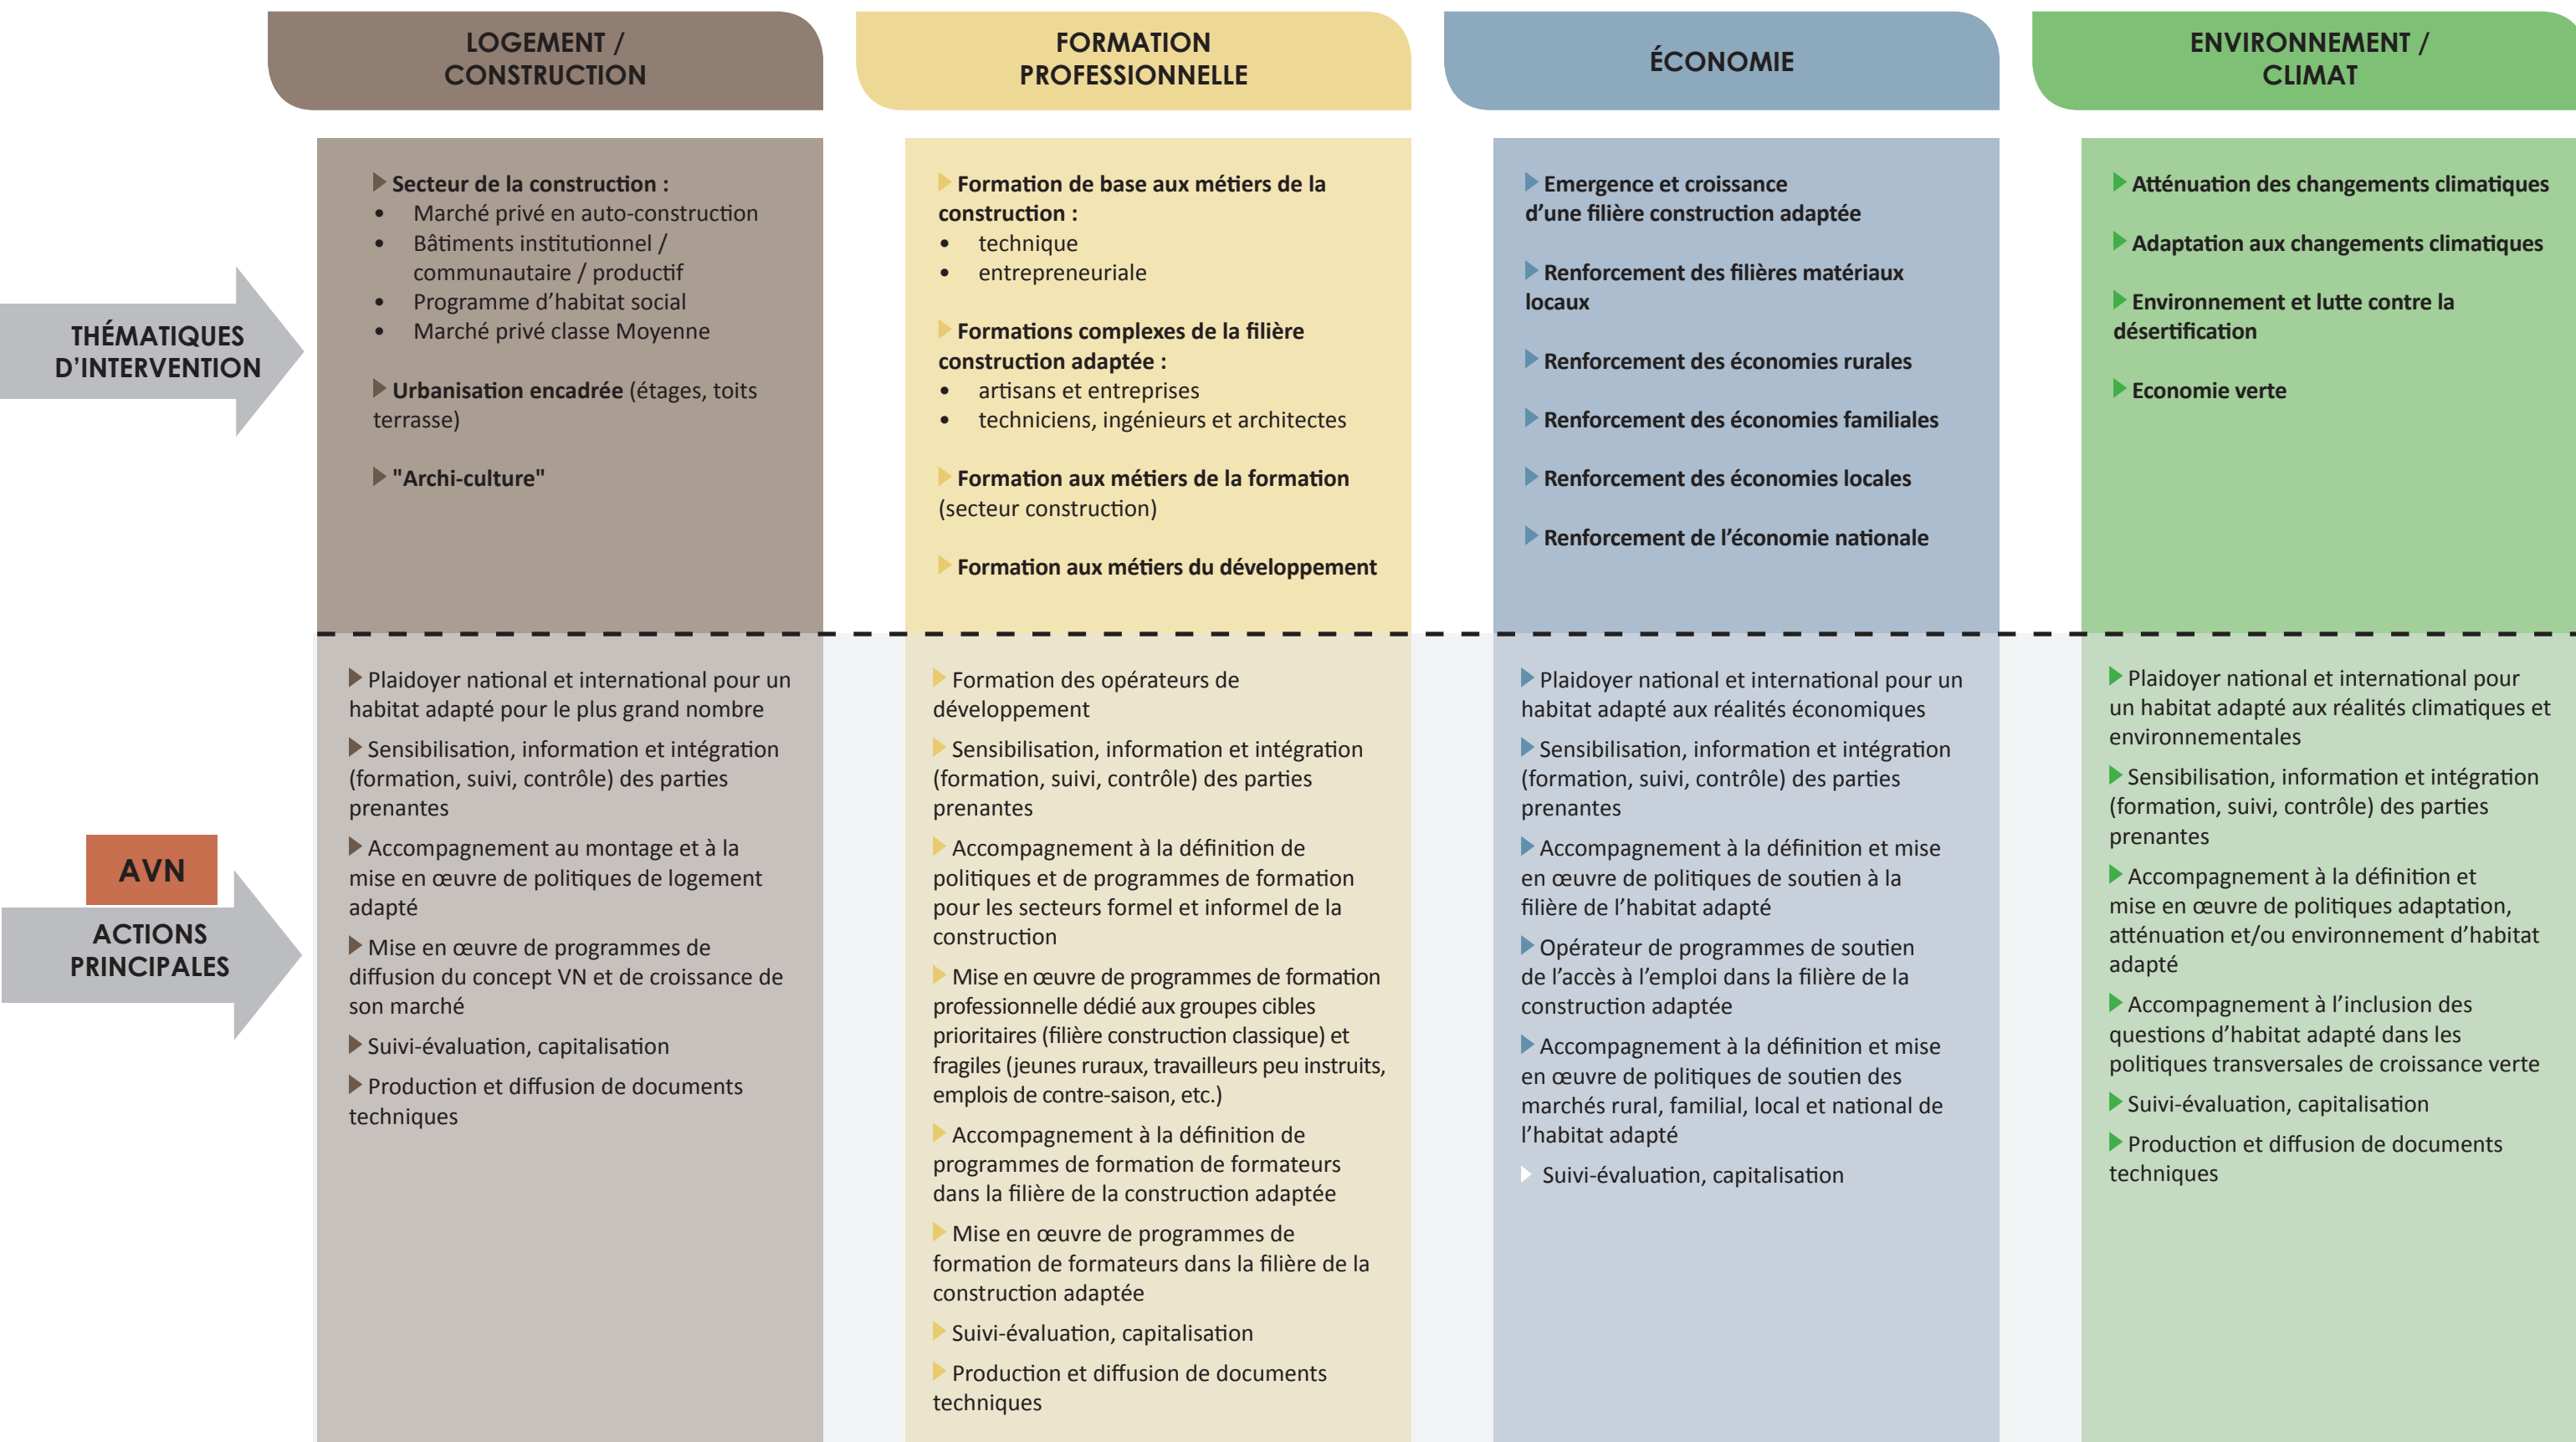 LOGEMENT /
CONSTRUCTION
FORMATION
PROFESSIONNELLE
ÉCONOMIE
ENVIRONNEMENT /
CLIMAT
THÉMATIQUES
D'INTERVENTION
Secteur de la construction :
• Marché privé en auto-construction
• Bâtiments institutionnel /
communautaire / productif
• Programme d'habitat social
• Marché privé classe Moyenne
Urbanisation encadrée (étages, toits
terrasse)
"Archi-culture"
Formation de base aux métiers de la
construction :
• technique
• entrepreneuriale
Formations complexes de la filière
construction adaptée :
• artisans et entreprises
• techniciens, ingénieurs et architectes
Formation aux métiers de la formation
(secteur construction)
Formation aux métiers du développement
Emergence et croissance
d'une filière construction adaptée
Renforcement des filières matériaux
locaux
Renforcement des économies rurales
Renforcement des économies familiales
Renforcement des économies locales
Renforcement de l'économie nationale
Atténuation des changements climatiques
Adaptation aux changements climatiques
Environnement et lutte contre la
désertification
Economie verte
AVN
ACTIONS
PRINCIPALES
Plaidoyer national et international pour un
habitat adapté pour le plus grand nombre
Sensibilisation, information et intégration
(formation, suivi, contrôle) des parties
prenantes
Accompagnement au montage et à la
mise en œuvre de politiques de logement
adapté
Mise en œuvre de programmes de
diffusion du concept VN et de croissance de
son marché
Suivi-évaluation, capitalisation
Production et diffusion de documents
techniques
Formation des opérateurs de
développement
Sensibilisation, information et intégration
(formation, suivi, contrôle) des parties
prenantes
Accompagnement à la définition de
politiques et de programmes de formation
pour les secteurs formel et informel de la
construction
Mise en œuvre de programmes de formation
professionnelle dédié aux groupes cibles
prioritaires (filière construction classique) et
fragiles (jeunes ruraux, travailleurs peu instruits,
emplois de contre-saison, etc.)
Accompagnement à la définition de
programmes de formation de formateurs
dans la filière de la construction adaptée
Mise en œuvre de programmes de
formation de formateurs dans la filière de la
construction adaptée
Suivi-évaluation, capitalisation
Production et diffusion de documents
techniques
Plaidoyer national et international pour un
habitat adapté aux réalités économiques
Sensibilisation, information et intégration
(formation, suivi, contrôle) des parties
prenantes
Accompagnement à la définition et mise
en œuvre de politiques de soutien à la
filière de l'habitat adapté
Opérateur de programmes de soutien
de l'accès à l'emploi dans la filière de la
construction adaptée
Accompagnement à la définition et mise
en œuvre de politiques de soutien des
marchés rural, familial, local et national de
l'habitat adapté
Suivi-évaluation, capitalisation
Plaidoyer national et international pour
un habitat adapté aux réalités climatiques et
environnementales
Sensibilisation, information et intégration
(formation, suivi, contrôle) des parties
prenantes
Accompagnement à la définition et
mise en œuvre de politiques adaptation,
atténuation et/ou environnement d'habitat
adapté
Accompagnement à l'inclusion des
questions d'habitat adapté dans les
politiques transversales de croissance verte
Suivi-évaluation, capitalisation
Production et diffusion de documents
techniques